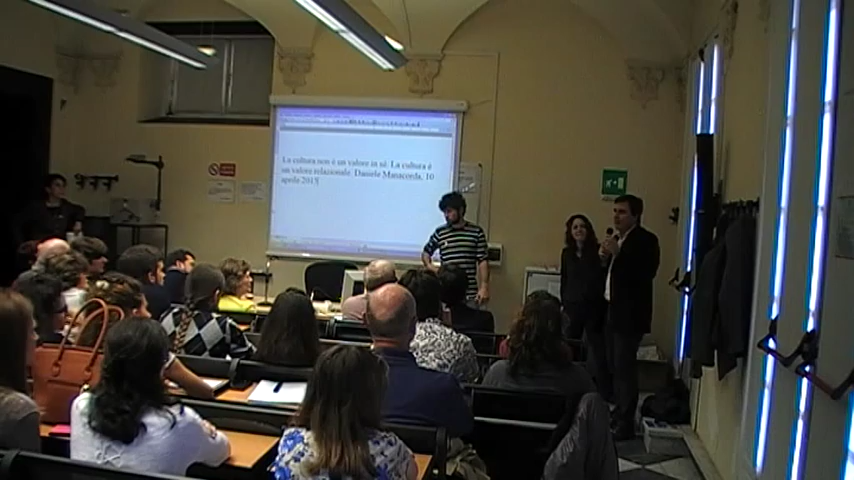 La cultura non è un valore in sé. La cultura è
un valore relazionale. Daniele Manacorda, 10
aprile 2015